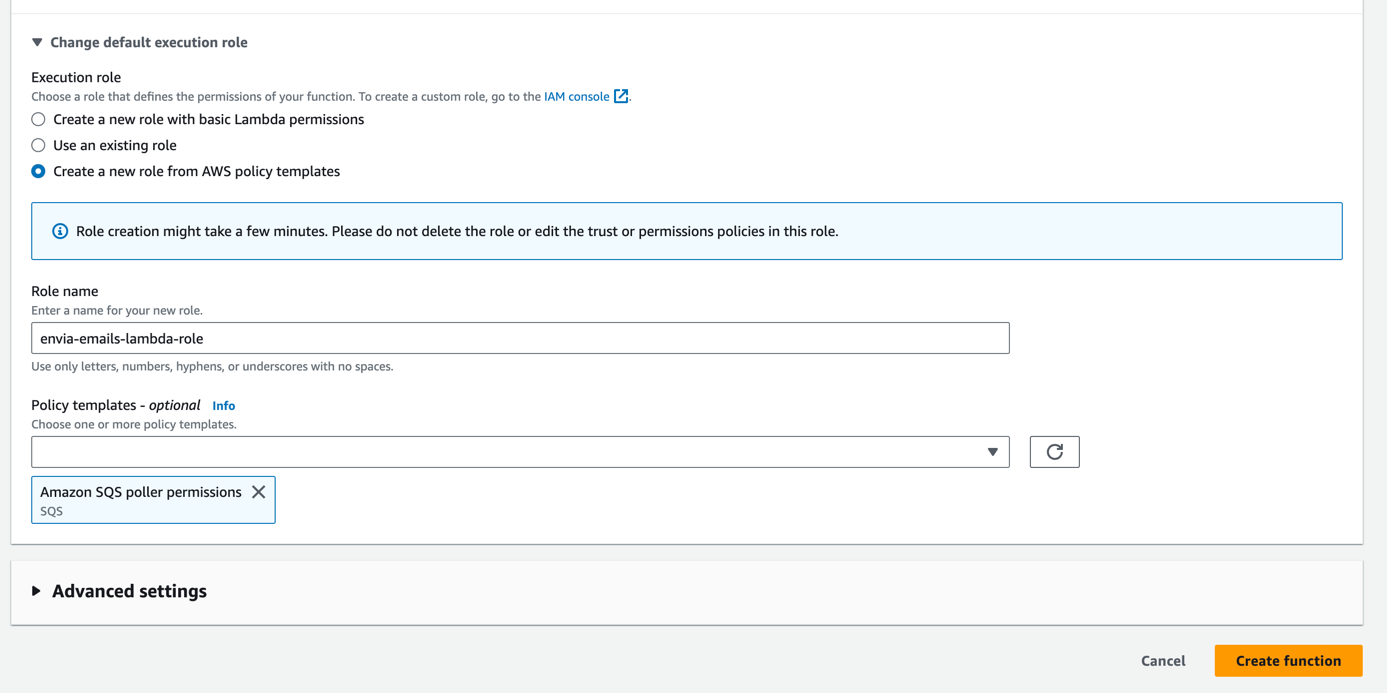 Change default execution role
Execution role
Choose a role that defines the permissions of your function. To create a custom role, go to the IAM console.
Create a new role with basic Lambda permissions
Use an existing role
Create a new role from AWS policy templates
Role creation might take a few minutes. Please do not delete the role or edit the trust or permissions policies in this role.
Role name
Enter a name for your new role.
envia-emails-lambda-role
Use only letters, numbers, hyphens, or underscores with no spaces.
Policy templates - optional Info
Choose one or more policy templates.
Amazon SQS poller permissions
SQS
Advanced settings
Cancel Create function